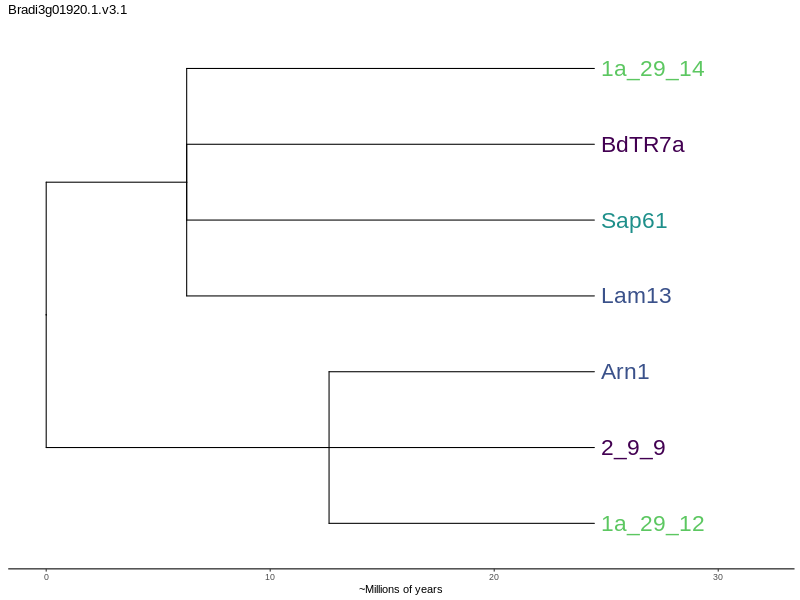 Bradi3g01920.1.v3.1
1a_29_14
BdTR7a
Sap61
Lam13
Arn1
2_9_9
1a_29_12
0 10 20 30
~Millions of years